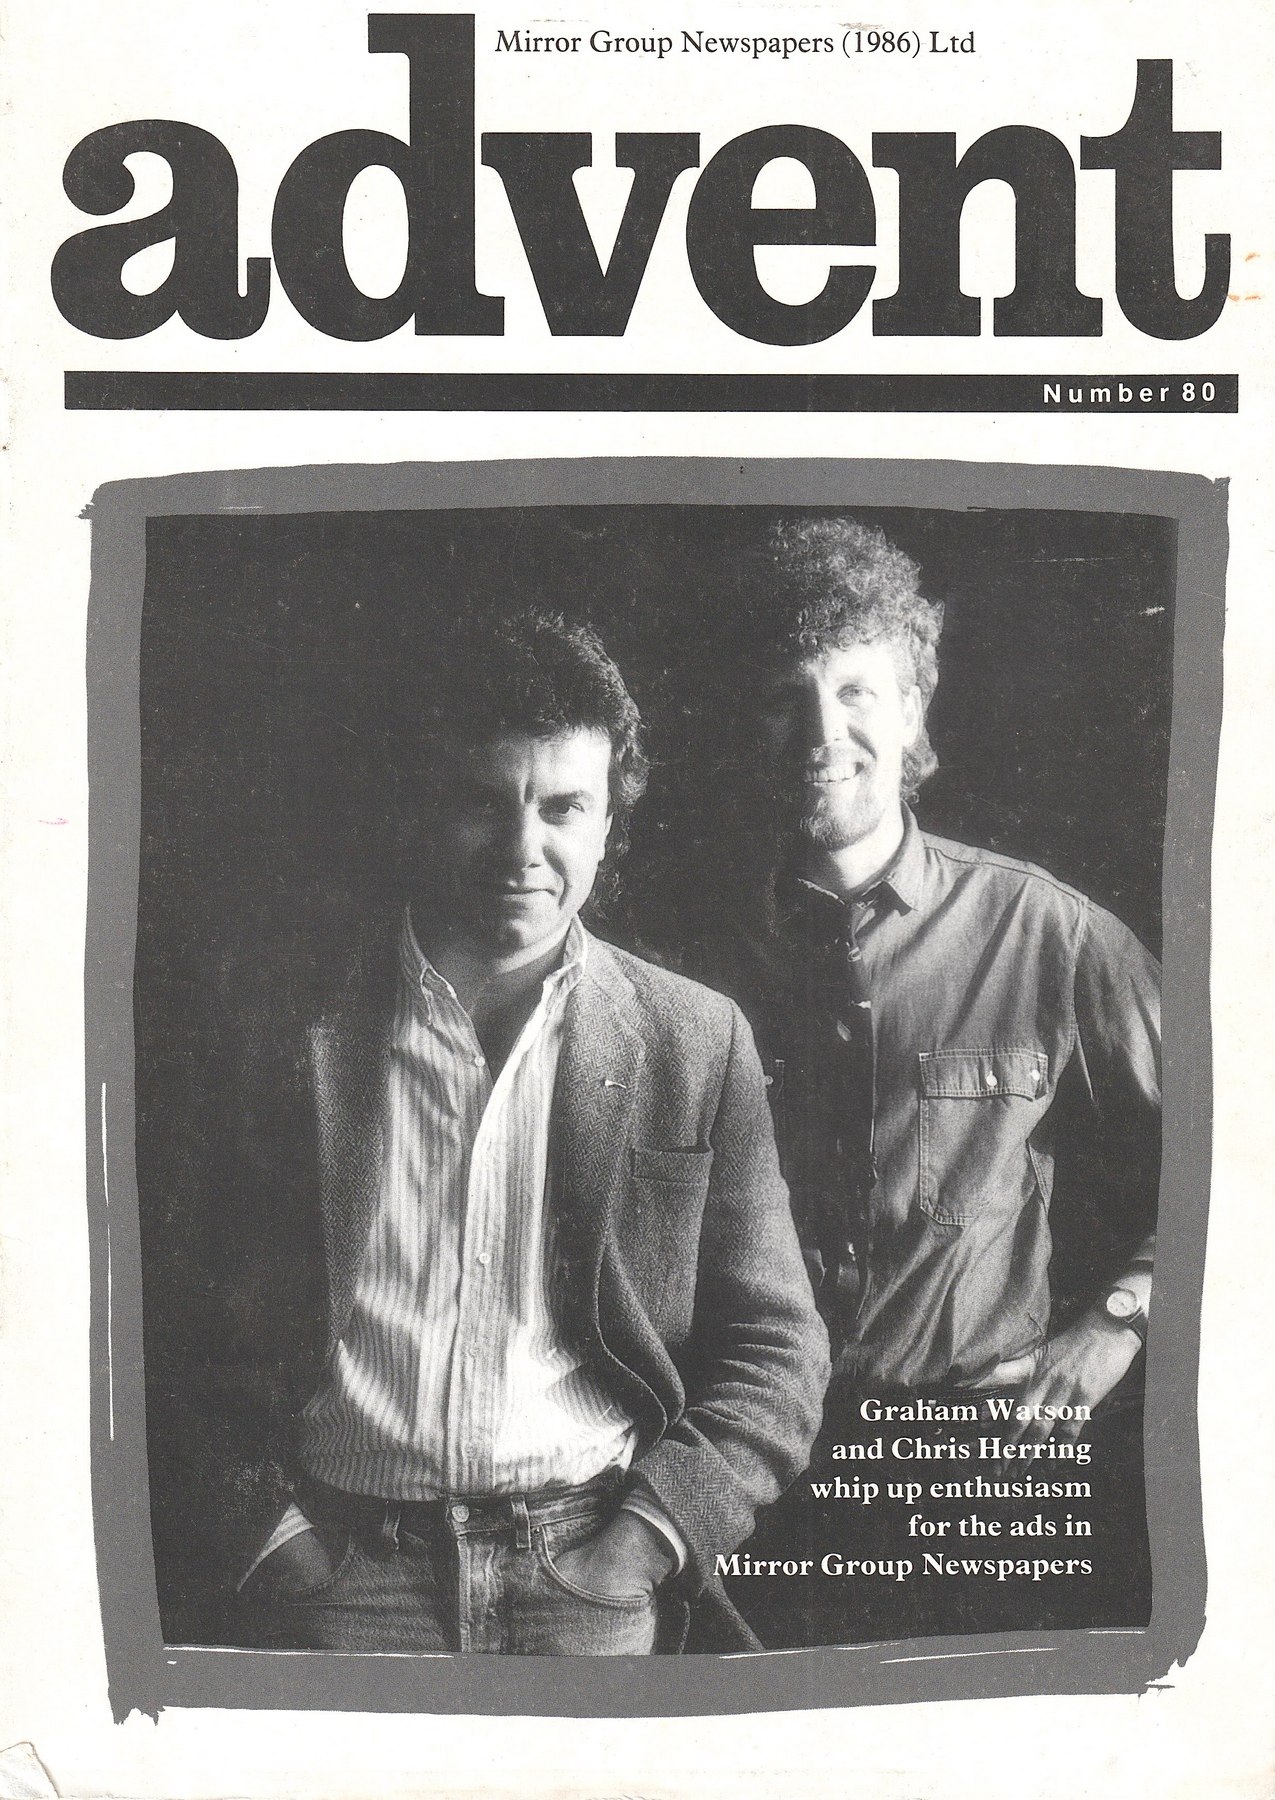 Mirror Group Newspapers (1986) Ltd
advent
Number 80
Graham Watson
and Chris Herring
whip up enthusiasm
for the ads in
Mirror Group Newspapers